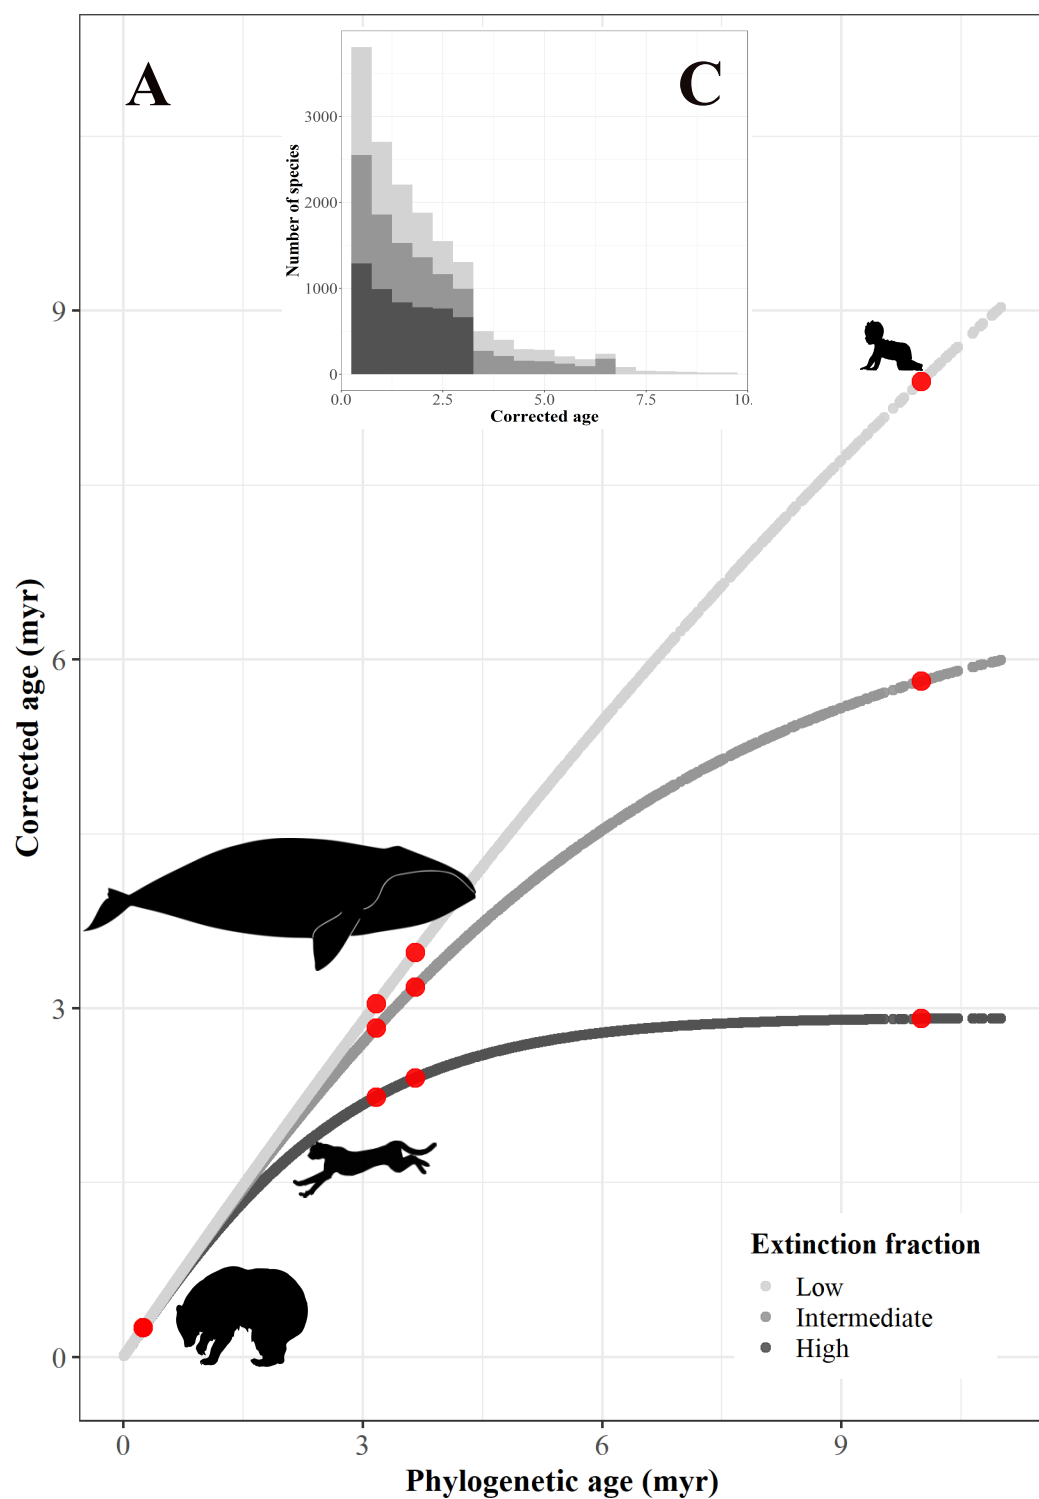 A
C
3000
2000
1000
0
Number of species
0.0 2.5 5.0 7.5 10.
Corrected age
9
6
3
0
Corrected age (myr)
Extinction fraction
Low
Intermediate
High
0 3 6 9
Phylogenetic age (myr)